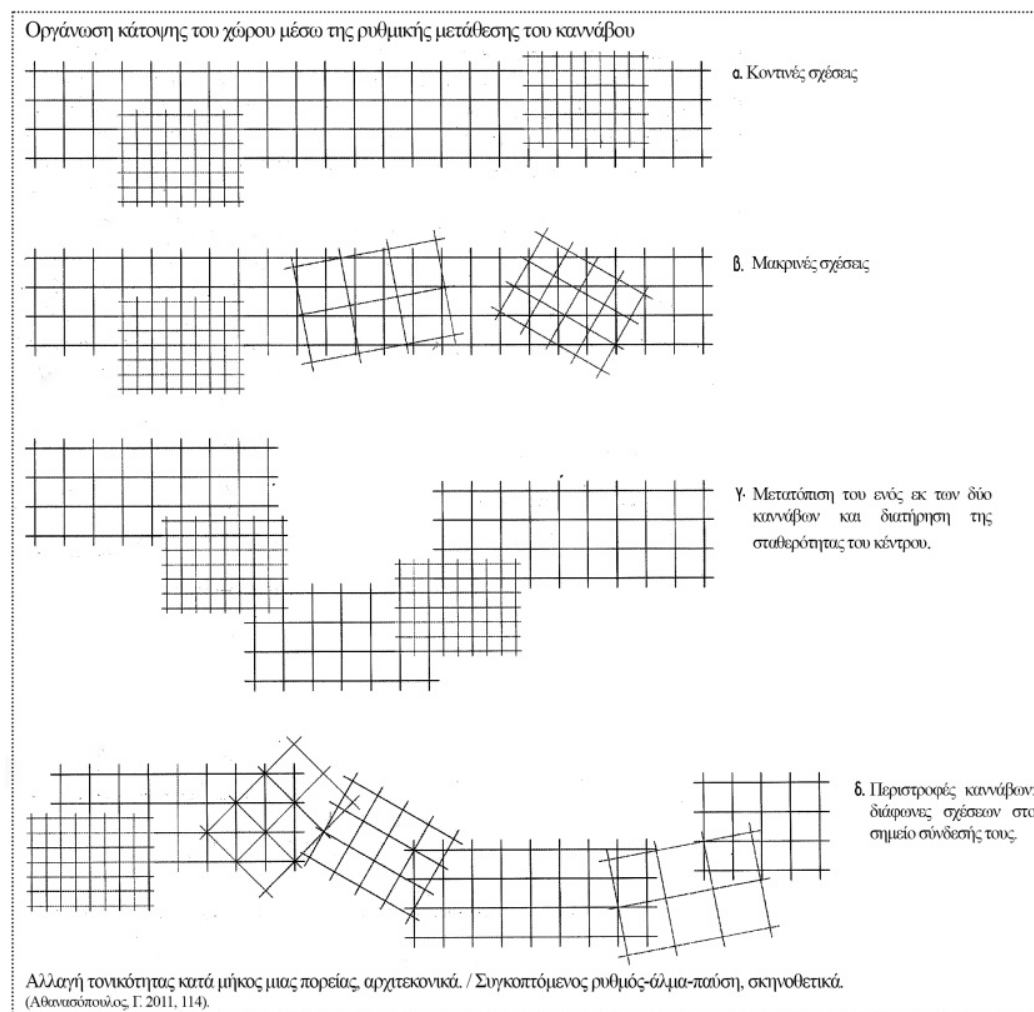 Οργάνωση κάτοψης του χώρου μέσω της ρυθμικής μετάθεσης του καννάβου
α. Κοντινές σχέσεις
β. Μακρινές σχέσεις
γ. Μετατόπιση του ενός εκ των δύο
καννάβων και διατήρηση της
σταθερότητας του κέντρου.
δ. Περιστροφές καννάβων:
διάφωνες σχέσεων στο
σημείο σύνδεσής τους.
Αλλαγή τονικότητας κατά μήκος μιας πορείας, αρχιτεκονικά. / Συγκοπτόμενος ρυθμός-άλμα-παύση, σκηνοθετικά.
(Αθανασόπουλος, Γ. 2011, 114).